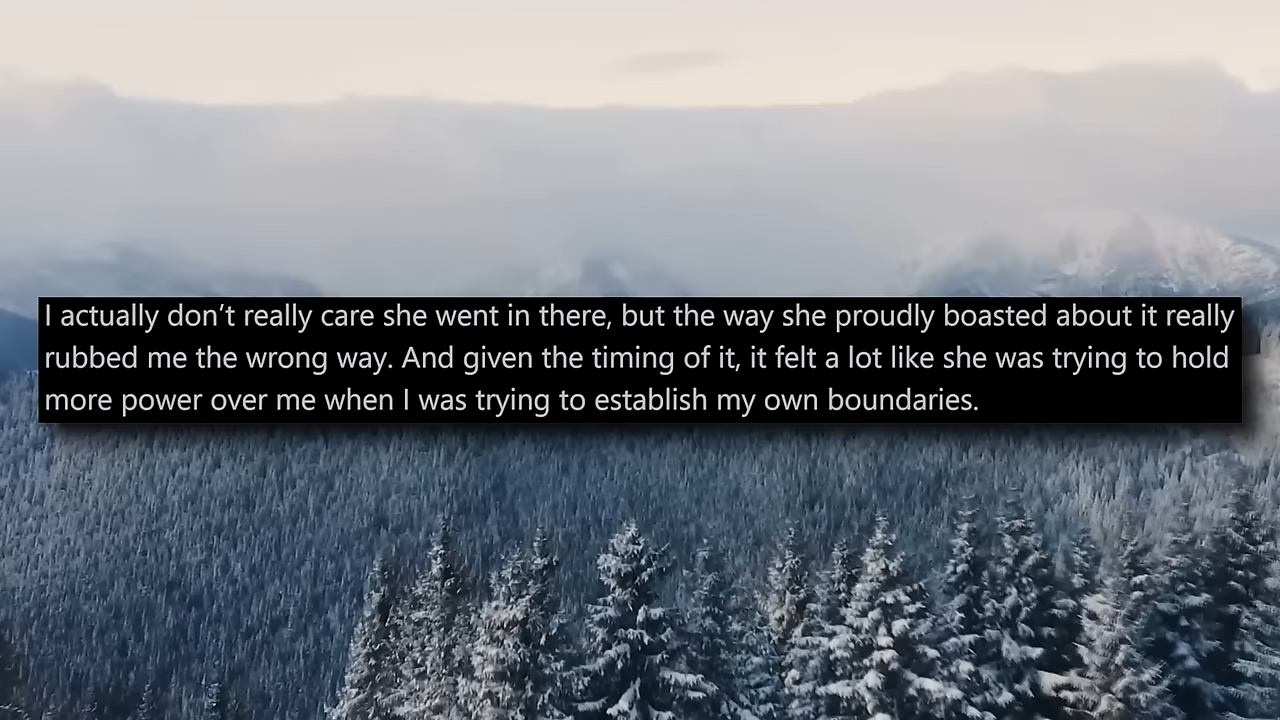 I actually don’t really care she went in there, but the way she proudly boasted about it really
rubbed me the wrong way. And given the timing of it, it felt a lot like she was trying to hold
more power over me when I was trying to establish my own boundaries.